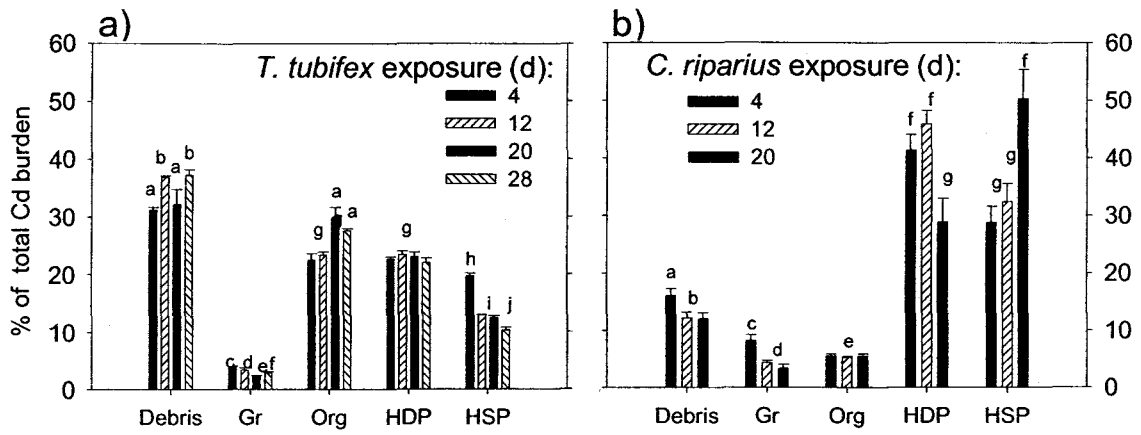 a)
T. tubifex exposure (d):
4
12
20
28
60
50
40
30
20
10
0
% of total Cd burden
a b a b
c d ef
g a a
g
h i j
Debris Gr Org HDP HSP
b)
C. riparius exposure (d):
4
12
20
a b
c d
e
f f g
g g f
60
50
40
30
20
10
0
Debris Gr Org HDP HSP